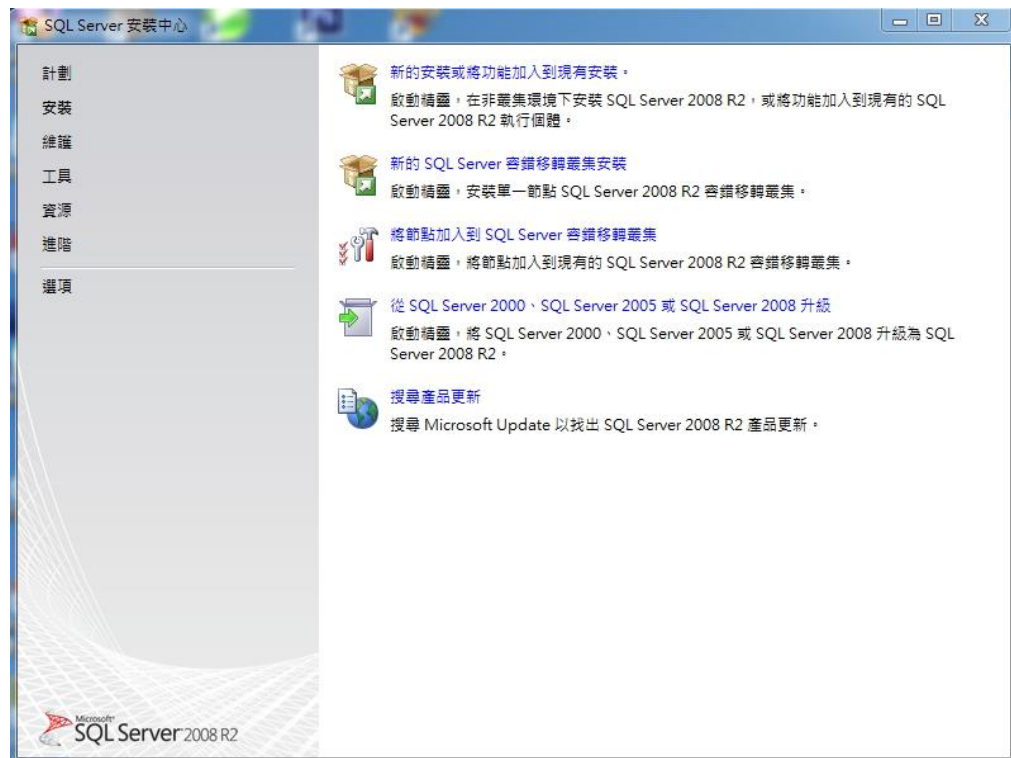 SQL Server 安裝中心
計劃
安裝
維護
工具
資源
進階
選項
新的安裝或將功能加入到現有安裝。
啟動精靈，在非叢集環境下安裝 SQL Server 2008 R2，或將功能加入到現有的 SQL
Server 2008 R2 執行個體。
新的 SQL Server 容錯移轉叢集安裝
啟動精靈，安裝單一節點 SQL Server 2008 R2 容錯移轉叢集。
將節點加入到 SQL Server 容錯移轉叢集
啟動精靈，將節點加入到現有的 SQL Server 2008 R2 容錯移轉叢集。
從 SQL Server 2000、SQL Server 2005 或 SQL Server 2008 升級
啟動精靈，將 SQL Server 2000、SQL Server 2005 或 SQL Server 2008 升級為 SQL
Server 2008 R2。
搜尋產品更新
搜尋 Microsoft Update 以找出 SQL Server 2008 R2 產品更新。
Microsoft
SQL Server 2008 R2